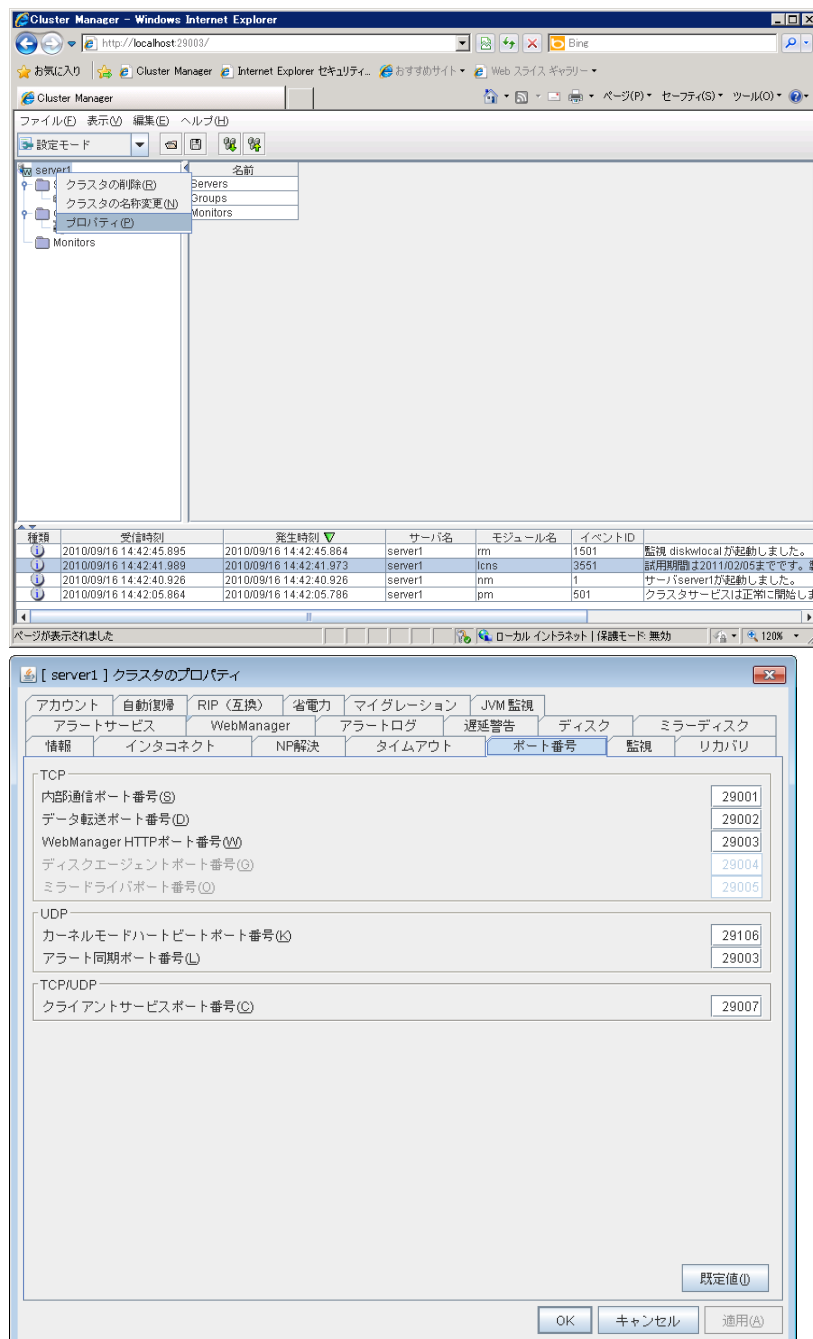 Cluster Manager - Windows Internet Explorer
http://localhost:29003/
Bing
お気に入り Cluster Manager Internet Explorer セキュリティ... おすすめサイト Web スライス ギャラリー
Cluster Manager ページ(P) セーフティ(S) ツール(O)
ファイル(F) 表示(V) 編集(E) ヘルプ(H)
設定モード
server1 名前
クラスタの削除(R) Servers
クラスタの名称変更(N) Groups
プロパティ(P) Monitors
Monitors
種類 受信時刻 発生時刻 サーバ名 モジュール名 イベントID
2010/09/16 14:42:45.895 2010/09/16 14:42:45.864 server1 rm 1501 監視 diskwlocal が起動しました。
2010/09/16 14:42:41.989 2010/09/16 14:42:41.973 server1 lcns 3551 試用期間は2011/02/05までです。
2010/09/16 14:42:40.926 2010/09/16 14:42:40.926 server1 nm 1 サーバserver1が起動しました。
2010/09/16 14:42:05.864 2010/09/16 14:42:05.786 server1 pm 501 クラスタサービスは正常に開始しま
ページが表示されました ローカル イントラネット | 保護モード: 無効 120%
[ server1 ] クラスタのプロパティ
アカウント 自動復帰 RIP（互換） 省電力 マイグレーション JVM監視
アラートサービス WebManager アラートログ 遅延警告 ディスク ミラーディスク
情報 インタコネクト NP解決 タイムアウト ポート番号 監視 リカバリ
TCP
内部通信ポート番号(S) 29001
データ転送ポート番号(D) 29002
WebManager HTTPポート番号(W) 29003
ディスクエージェントポート番号(G) 29004
ミラードライバポート番号(O) 29005
UDP
カーネルモードハートビートポート番号(K) 29106
アラート同期ポート番号(L) 29003
TCP/UDP
クライアントサービスポート番号(C) 29007
既定値(I)
OK キャンセル 適用(A)